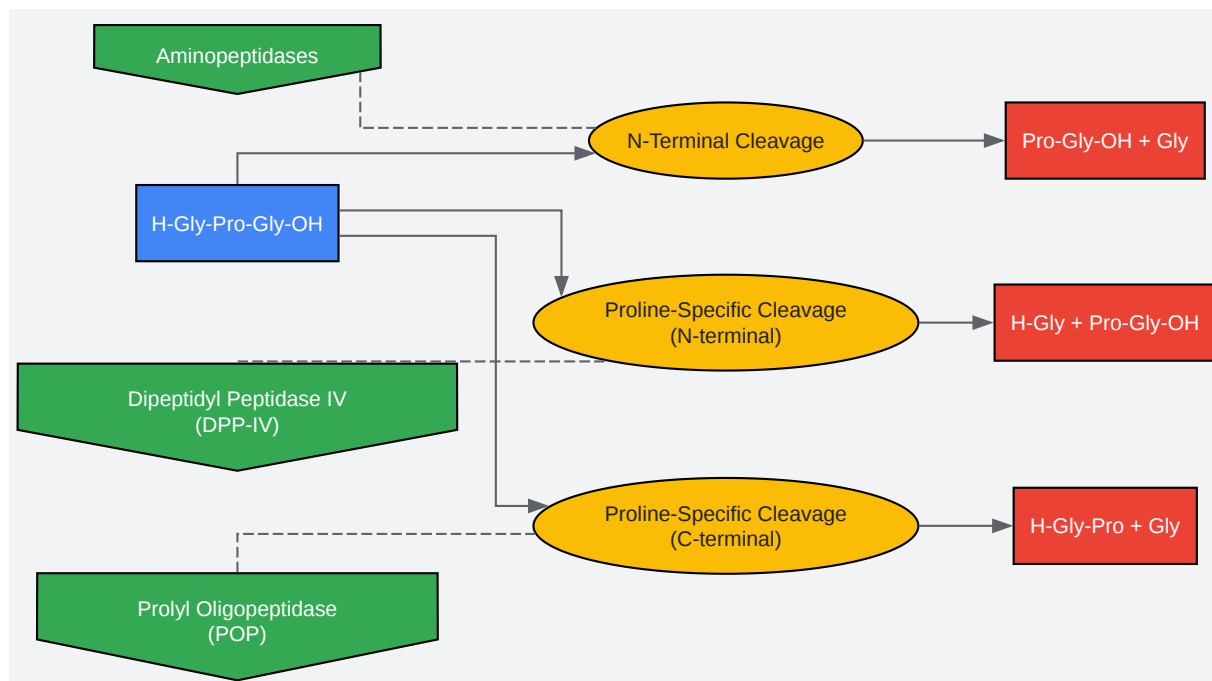 Aminopeptidases
N-Terminal Cleavage
Pro-Gly-OH + Gly
H-Gly-Pro-Gly-OH
Proline-Specific Cleavage
(N-terminal)
H-Gly + Pro-Gly-OH
Dipeptidyl Peptidase IV
(DPP-IV)
Proline-Specific Cleavage
(C-terminal)
H-Gly-Pro + Gly
Prolyl Oligopeptidase
(POP)